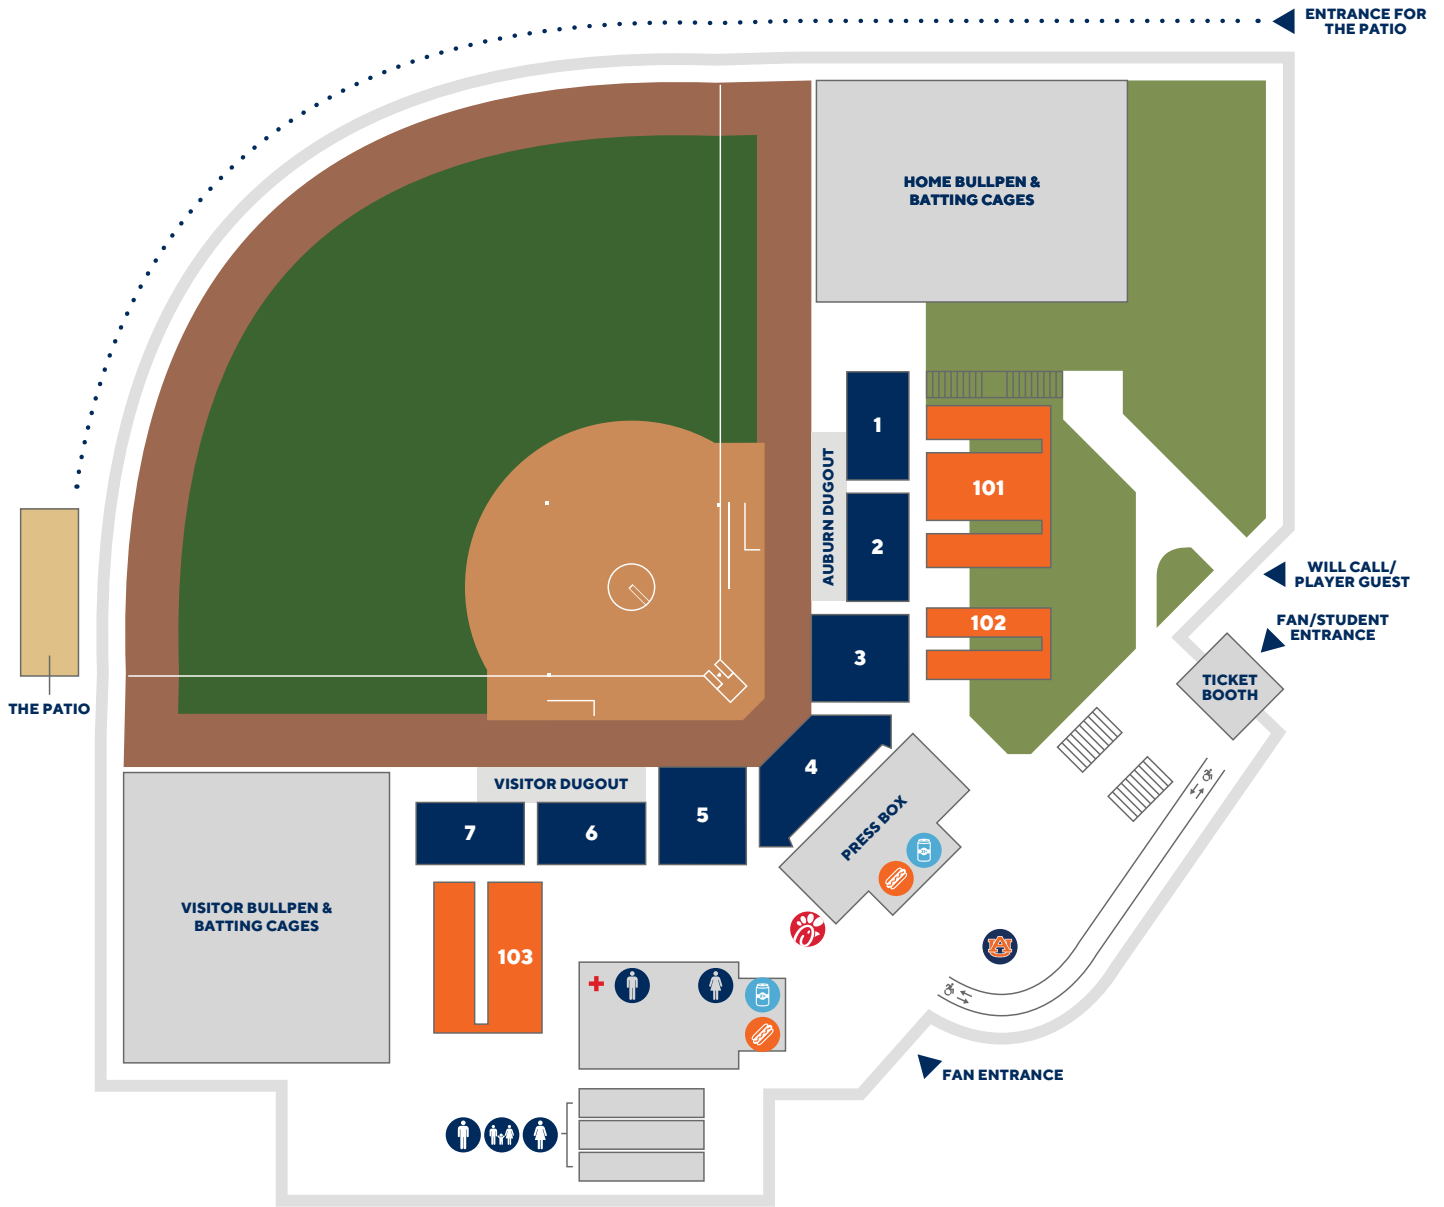 ENTRANCE FOR
THE PATIO
HOME BULLPEN &
BATTING CAGES
1
AUBURN DUGOUT
101
2
WILL CALL/
PLAYER GUEST
FAN/STUDENT
ENTRANCE
102
3
TICKET
BOOTH
THE PATIO
4
VISITOR DUGOUT
5
7
6
PRESS BOX
VISITOR BULLPEN &
BATTING CAGES
103
AU
FAN ENTRANCE